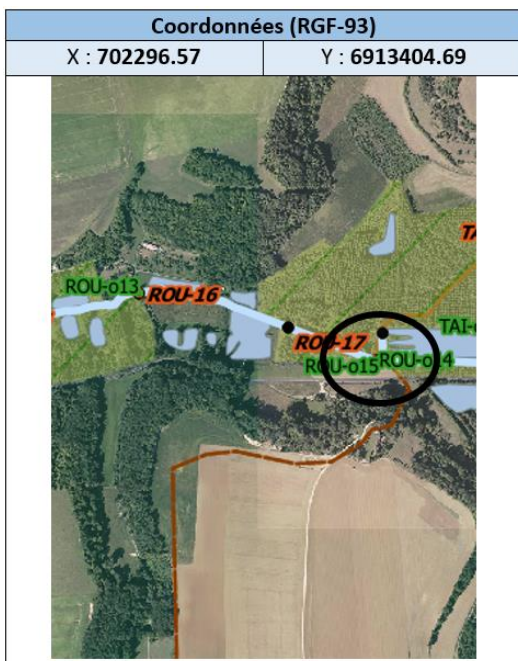 Coordonnées (RGF-93)
X : 702296.57 Y : 6913404.69
ROU-o13
ROU-16
ROU-17
ROU-o15
ROU-o14